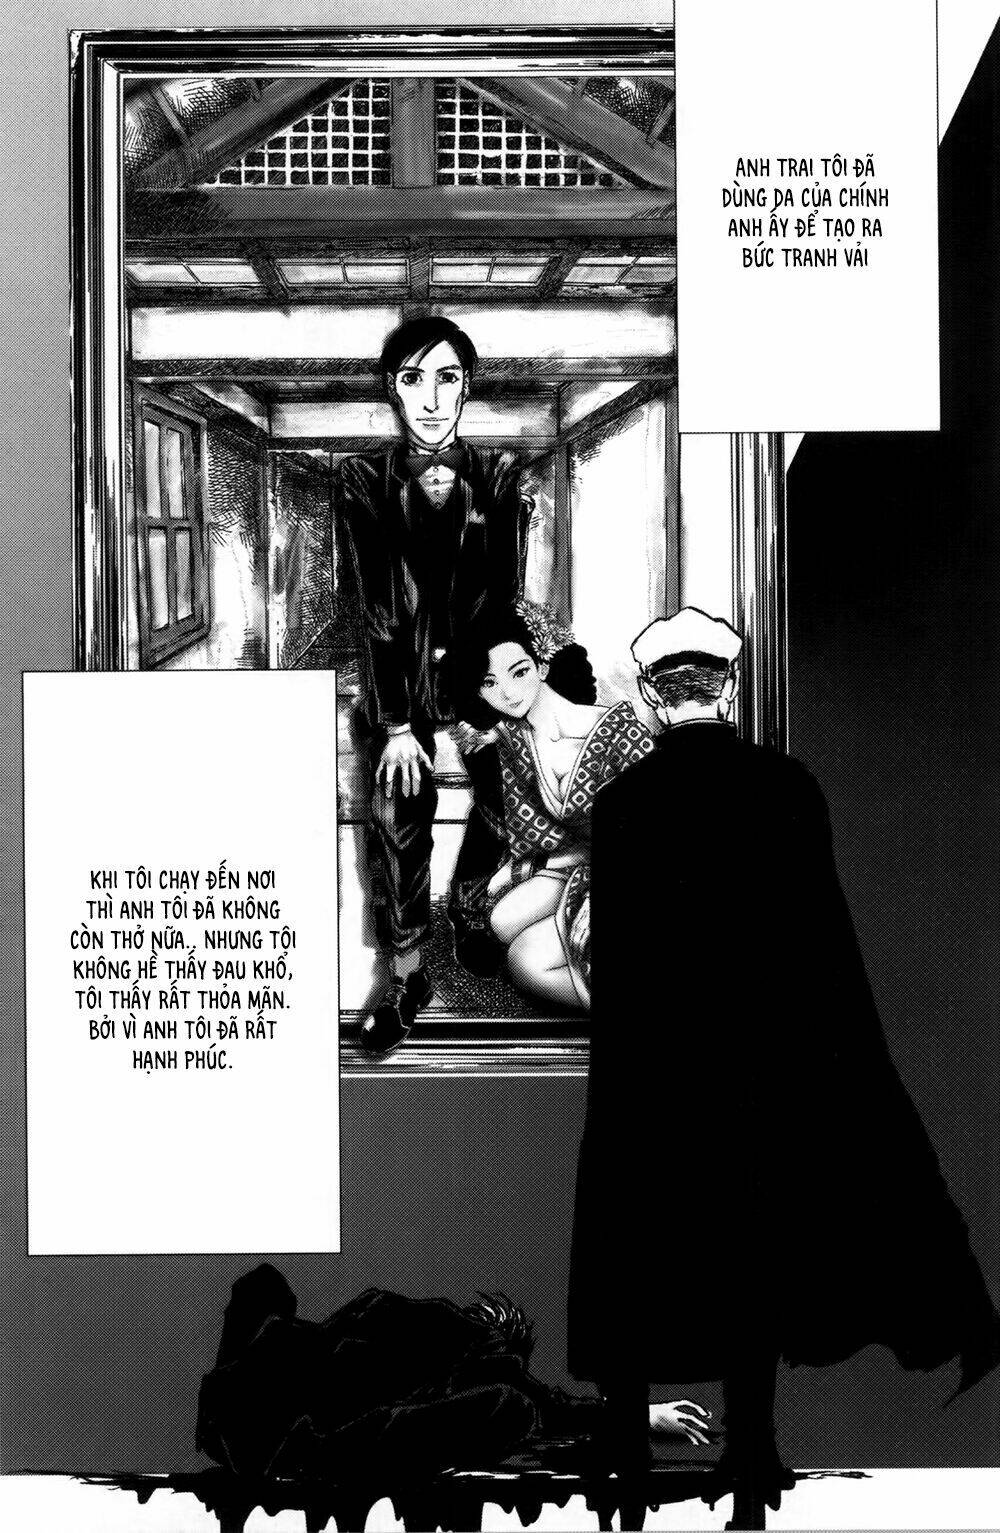 ANH TRAI TÔI ĐÃ
DÙNG DA CỦA CHÍNH
ANH ẤY ĐỂ TẠO RA
BỨC TRANH VẢI
KHI TÔI CHẠY ĐẾN NƠI
THÌ ANH TÔI ĐÃ KHÔNG
CÒN THỞ NỮA.. NHƯNG TÔI
KHÔNG HỀ THẤY ĐAU KHỔ,
TÔI THẤY RẤT THỎA MÃN.
BỞI VÌ ANH TÔI ĐÃ RẤT
HẠNH PHÚC.